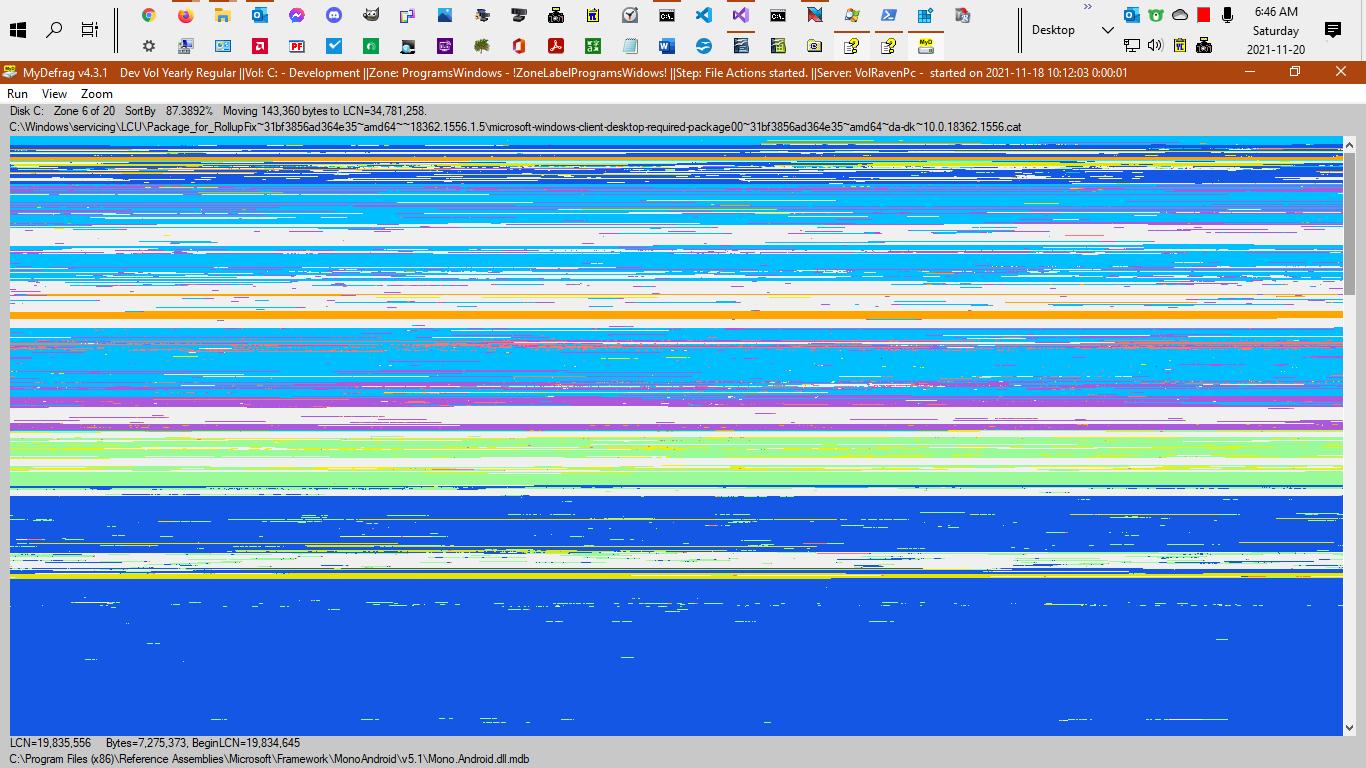 6:46 AM
Desktop
Saturday
2021-11-20
MyDefrag v4.3.1 Dev Vol Yearly Regular ||Vol: C: - Development ||Zone: ProgramsWindows - !ZoneLabelProgramsWidows! ||Step: File Actions started. ||Server: VolRavenPc - started on 2021-11-18 10:12:03 0:00:01
Run View Zoom
Disk C: Zone 6 of 20 SortBy 87.3892% Moving 143,360 bytes to LCN=34,781,258.
C:\Windows\servicing\LCU\Package_for_RollupFix~31bf3856ad364e35~amd64~~18362.1556.1.5\microsoft-windows-client-desktop-required-package00~31bf3856ad364e35~amd64~da-dk~10.0.18362.1556.cat
LCN=19,835,556 Bytes=7,275,373, BeginLCN=19,834,645
C:\Program Files (x86)\Reference Assemblies\Microsoft\Framework\MonoAndroid\v5.1\Mono.Android.dll.mdb